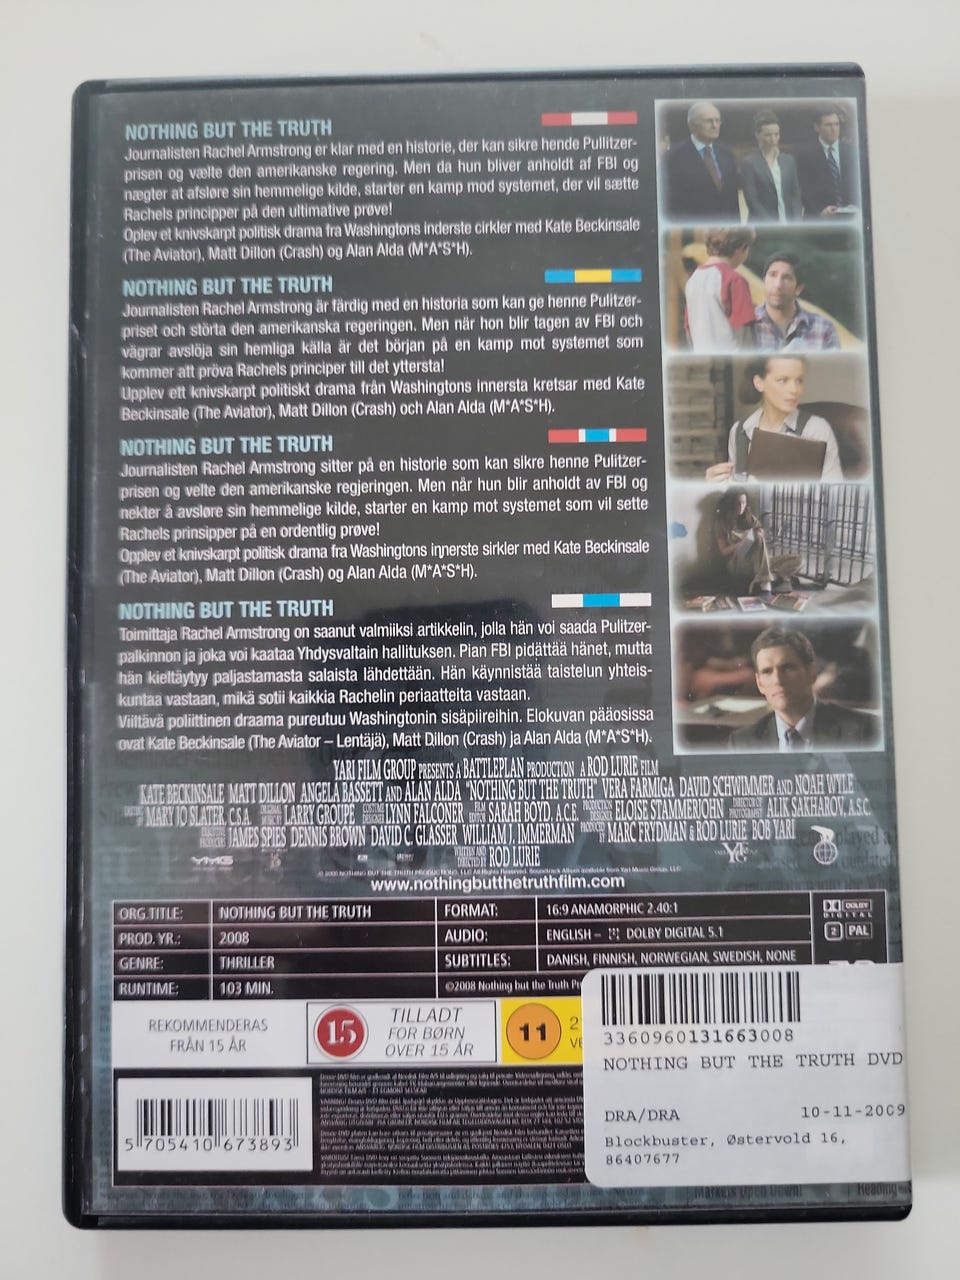 NOTHING BUT THE TRUTH
Journalisten Rachel Armstrong er klar med en historie, der kan sikre hende Pullitzer-
prisen og vælte den amerikanske regering. Men da hun bliver anholdt af FBI og
nægter at afsløre sin hemmelige kilde, starter en kamp mod systemet, der vil sætte
Rachels principper på den ultimative prøve!
Oplev et knivskarpt politisk drama fra Washingtons inderste cirkler med Kate Beckinsale
(The Aviator), Matt Dillon (Crash) og Alan Alda (M*A*S*H).
NOTHING BUT THE TRUTH
Journalisten Rachel Armstrong är färdig med en historia som kan ge henne Pulitzer-
priset och störta den amerikanska regeringen. Men när hon blir tagen av FBI och
vägrar avslöja sin hemliga källa är det början på en kamp mot systemet som
kommer att pröva Rachels principer till det yttersta!
Upplev ett knivskarpt politiskt drama från Washingtons innersta kretsar med Kate
Beckinsale (The Aviator), Matt Dillon (Crash) och Alan Alda (M*A*S*H).
NOTHING BUT THE TRUTH
Journalisten Rachel Armstrong sitter på en historie som kan sikre henne Pulitzer-
prisen og velte den amerikanske regjeringen. Men når hun blir anholdt av FBI og
nekter å avsløre sin hemmelige kilde, starter en kamp mot systemet som vil sette
Rachels prinsipper på en ordentlig prøve!
Opplev et knivskarpt politisk drama fra Washingtons innerste sirkler med Kate Beckinsale
(The Aviator), Matt Dillon (Crash) og Alan Alda (M*A*S*H).
NOTHING BUT THE TRUTH
Toimittaja Rachel Armstrong on saanut valmiiksi artikkelin, jolla hän voi saada Pulitzer-
palkinnon ja joka voi kaataa Yhdysvaltain hallituksen. Pian FBI pidättää hänet, mutta
hän kieltäytyy paljastamasta salaista lähdettään. Hän käynnistää taistelun yhteis-
kuntaa vastaan, mikä sotii kaikkia Rachelin periaatteita vastaan.
Viiltävä poliittinen draama pureutuu Washingtonin sisäpiireihin. Elokuvan pääosissa
ovat Kate Beckinsale (The Aviator – Lentäjä), Matt Dillon (Crash) ja Alan Alda (M*A*S*H).
YARI FILM GROUP PRESENTS A BATTLEPLAN PRODUCTION A ROD LURIE FILM
KATE BECKINSALE MATT DILLON ANGELA BASSETT AND ALAN ALDA "NOTHING BUT THE TRUTH" VERA FARMIGA DAVID SCHWIMMER AND NOAH WYLE
MARY JO SLATER, C.S.A. LARRY GROUPE LYNN FALCONER FILM EDITOR SARAH BOYD, A.C.E. PRODUCTION DESIGNER ELOISE STAMMERJOHN DIRECTOR OF PHOTOGRAPHY ALIK SAKHAROV, A.S.C.
EXECUTIVE PRODUCERS JAMES SPIES DENNIS BROWN DAVID C. GLASSER WILLIAM J. IMMERMAN PRODUCED BY MARC FRYDMAN & ROD LURIE BOB YARI
WRITTEN AND DIRECTED BY ROD LURIE
YMG
www.nothingbutthetruthfilm.com
ORG.TITLE: NOTHING BUT THE TRUTH FORMAT: 16:9 ANAMORPHIC 2.40:1
PROD. YR.: 2008 AUDIO: ENGLISH – DOLBY DIGITAL 5.1
GENRE: THRILLER SUBTITLES: DANISH, FINNISH, NORWEGIAN, SWEDISH, NONE
RUNTIME: 103 MIN. ©2008 Nothing but the Truth
DOLBY
DIGITAL
2 PAL
REKOMMENDERAS
FRÅN 15 ÅR
15
TILLADT
FOR BØRN
OVER 15 ÅR
11
5 705410 673893
3360960131663008
NOTHING BUT THE TRUTH DVD
DRA/DRA 10-11-2009
Blockbuster, Østervold 16,
86407677